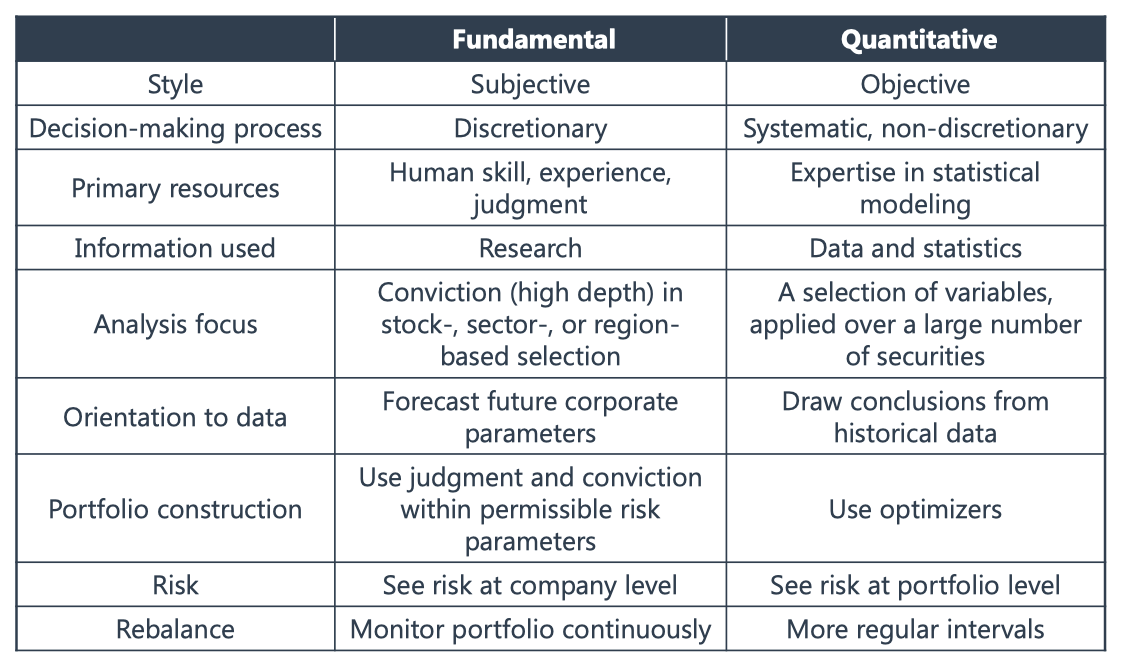 Fundamental Quantitative
Style Subjective Objective
Decision-making process Discretionary Systematic, non-discretionary
Primary resources
Human skill, experience,
judgment
Expertise in statistical
modeling
Information used Research Data and statistics
Analysis focus
Conviction (high depth) in
stock-, sector-, or region-
based selection
A selection of variables,
applied over a large number
of securities
Orientation to data
Forecast future corporate
parameters
Draw conclusions from
historical data
Portfolio construction
Use judgment and conviction
within permissible risk
parameters
Use optimizers
Risk See risk at company level See risk at portfolio level
Rebalance Monitor portfolio continuously More regular intervals